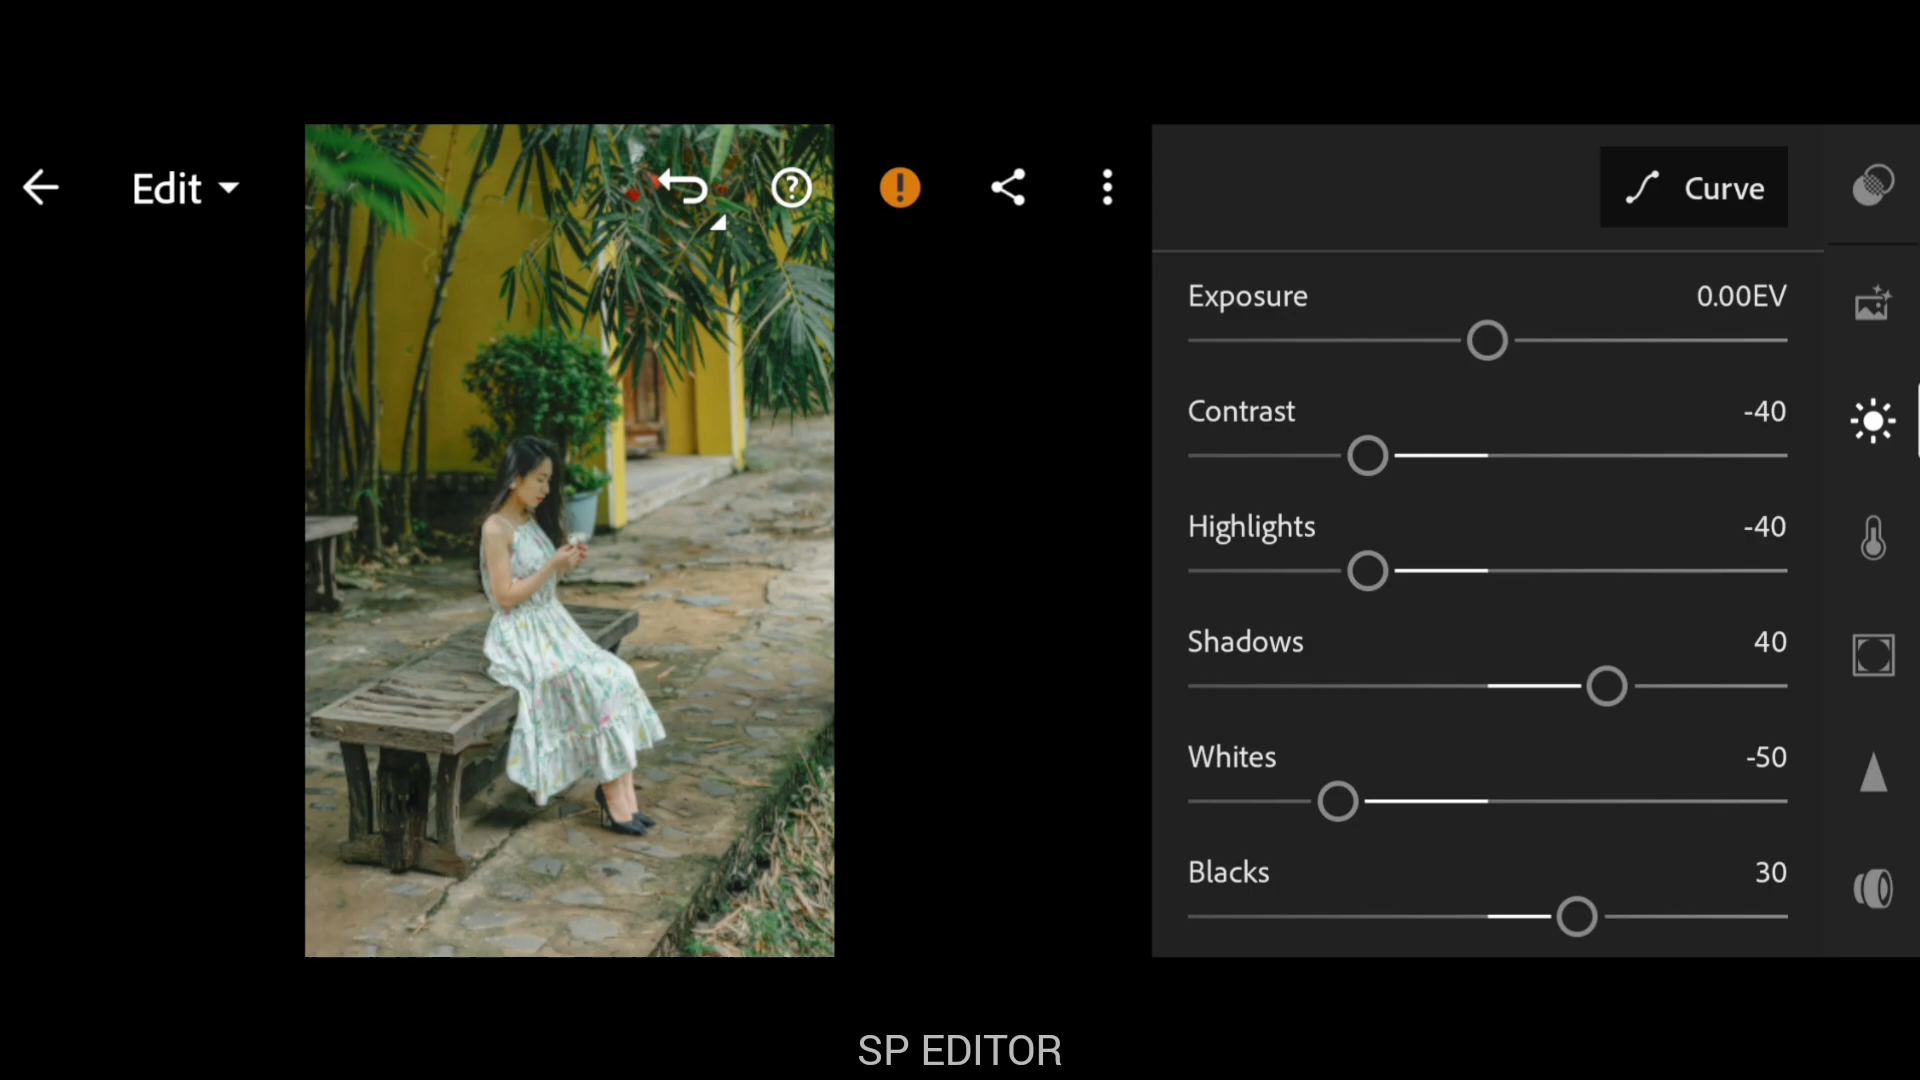 Edit
Curve
Exposure 0.00EV
Contrast -40
Highlights -40
Shadows 40
Whites -50
Blacks 30
SP EDITOR